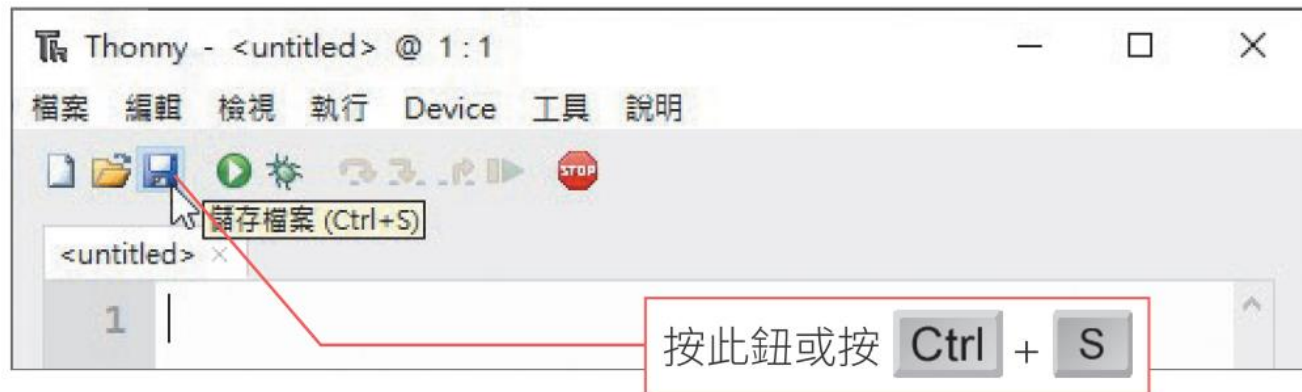 Thonny - <untitled> @ 1 : 1
檔案 編輯 檢視 執行 Device 工具 說明
STOP
儲存檔案 (Ctrl+S)
<untitled> ×
1
按此鈕或按 Ctrl + S